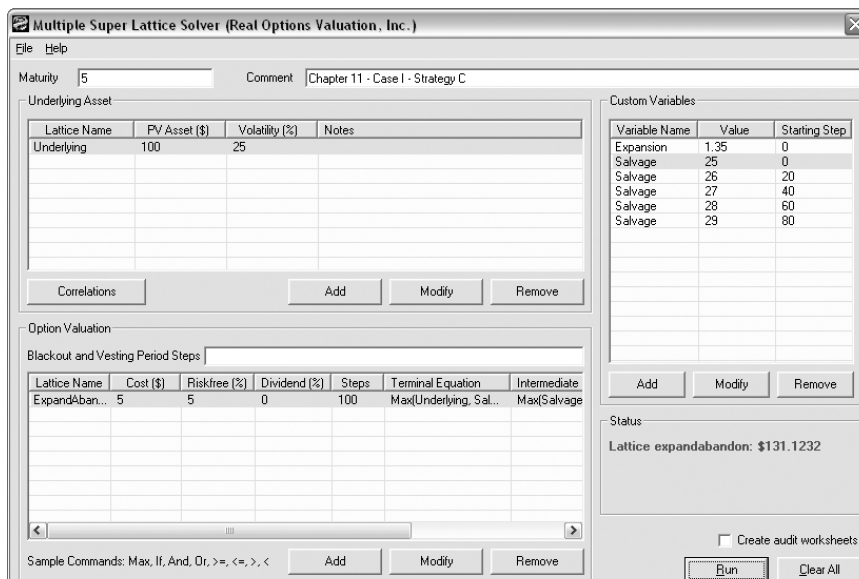 Multiple Super Lattice Solver (Real Options Valuation, Inc.)
File Help
Maturity 5 Comment Chapter 11 - Case I - Strategy C
Underlying Asset
Lattice Name PV Asset ($) Volatility (%) Notes
Underlying 100 25
Correlations Add Modify Remove
Option Valuation
Blackout and Vesting Period Steps
Lattice Name Cost ($) Riskfree (%) Dividend (%) Steps Terminal Equation Intermediate
ExpandAban... 5 5 0 100 Max(Underlying, Sal... Max(Salvage
Sample Commands: Max, If, And, Or, >=, <=, >, < Add Modify Remove
Custom Variables
Variable Name Value Starting Step
Expansion 1.35 0
Salvage 25 0
Salvage 26 20
Salvage 27 40
Salvage 28 60
Salvage 29 80
Add Modify Remove
Status
Lattice expandabandon: $131.1232
Create audit worksheets
Run Clear All